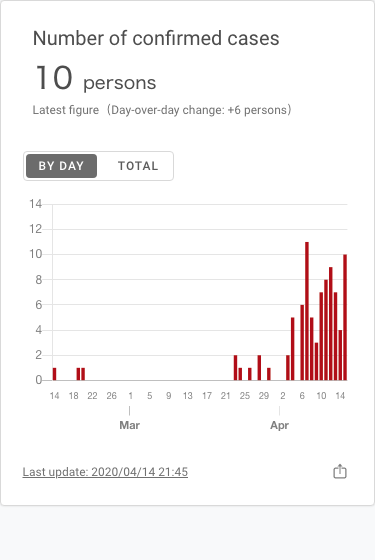 Number of confirmed cases
10 persons
Latest figure（Day-over-day change: +6 persons）
BY DAY TOTAL
14
12
10
8
6
4
2
0
14 18 22 26 1 5 9 13 17 21 25 29 2 6 10 14
Mar Apr
Last update: 2020/04/14 21:45